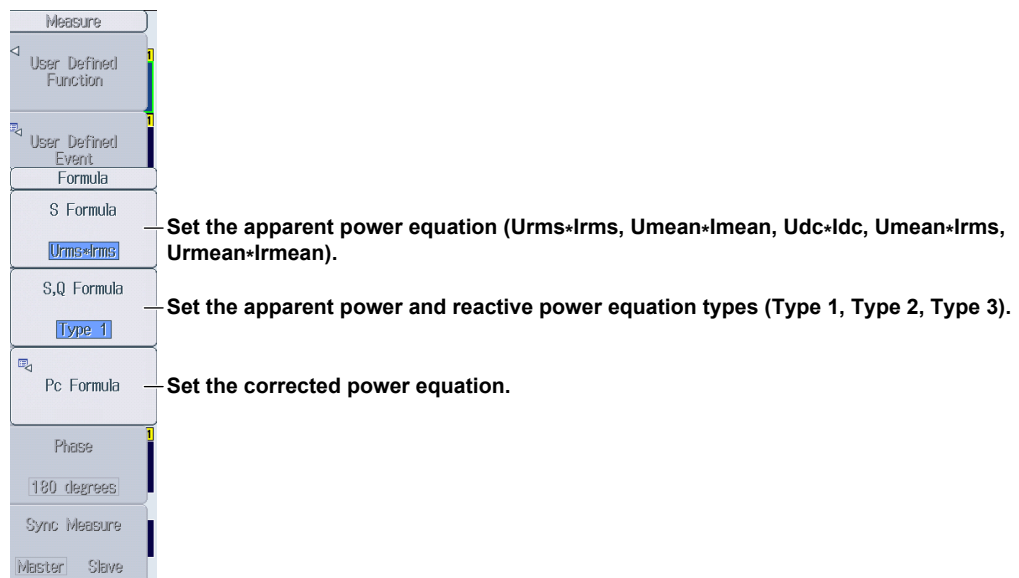 Measure
User Defined
Function
1
User Defined
Event
1
Formula
S Formula
Urms*Irms
Set the apparent power equation (Urms*Irms, Umean*Imean, Udc*Idc, Umean*Irms,
Urmean*Irmean).
S,Q Formula
Type 1
Set the apparent power and reactive power equation types (Type 1, Type 2, Type 3).
Pc Formula
Set the corrected power equation.
Phase
1
180 degrees
Sync Measure
Master Slave